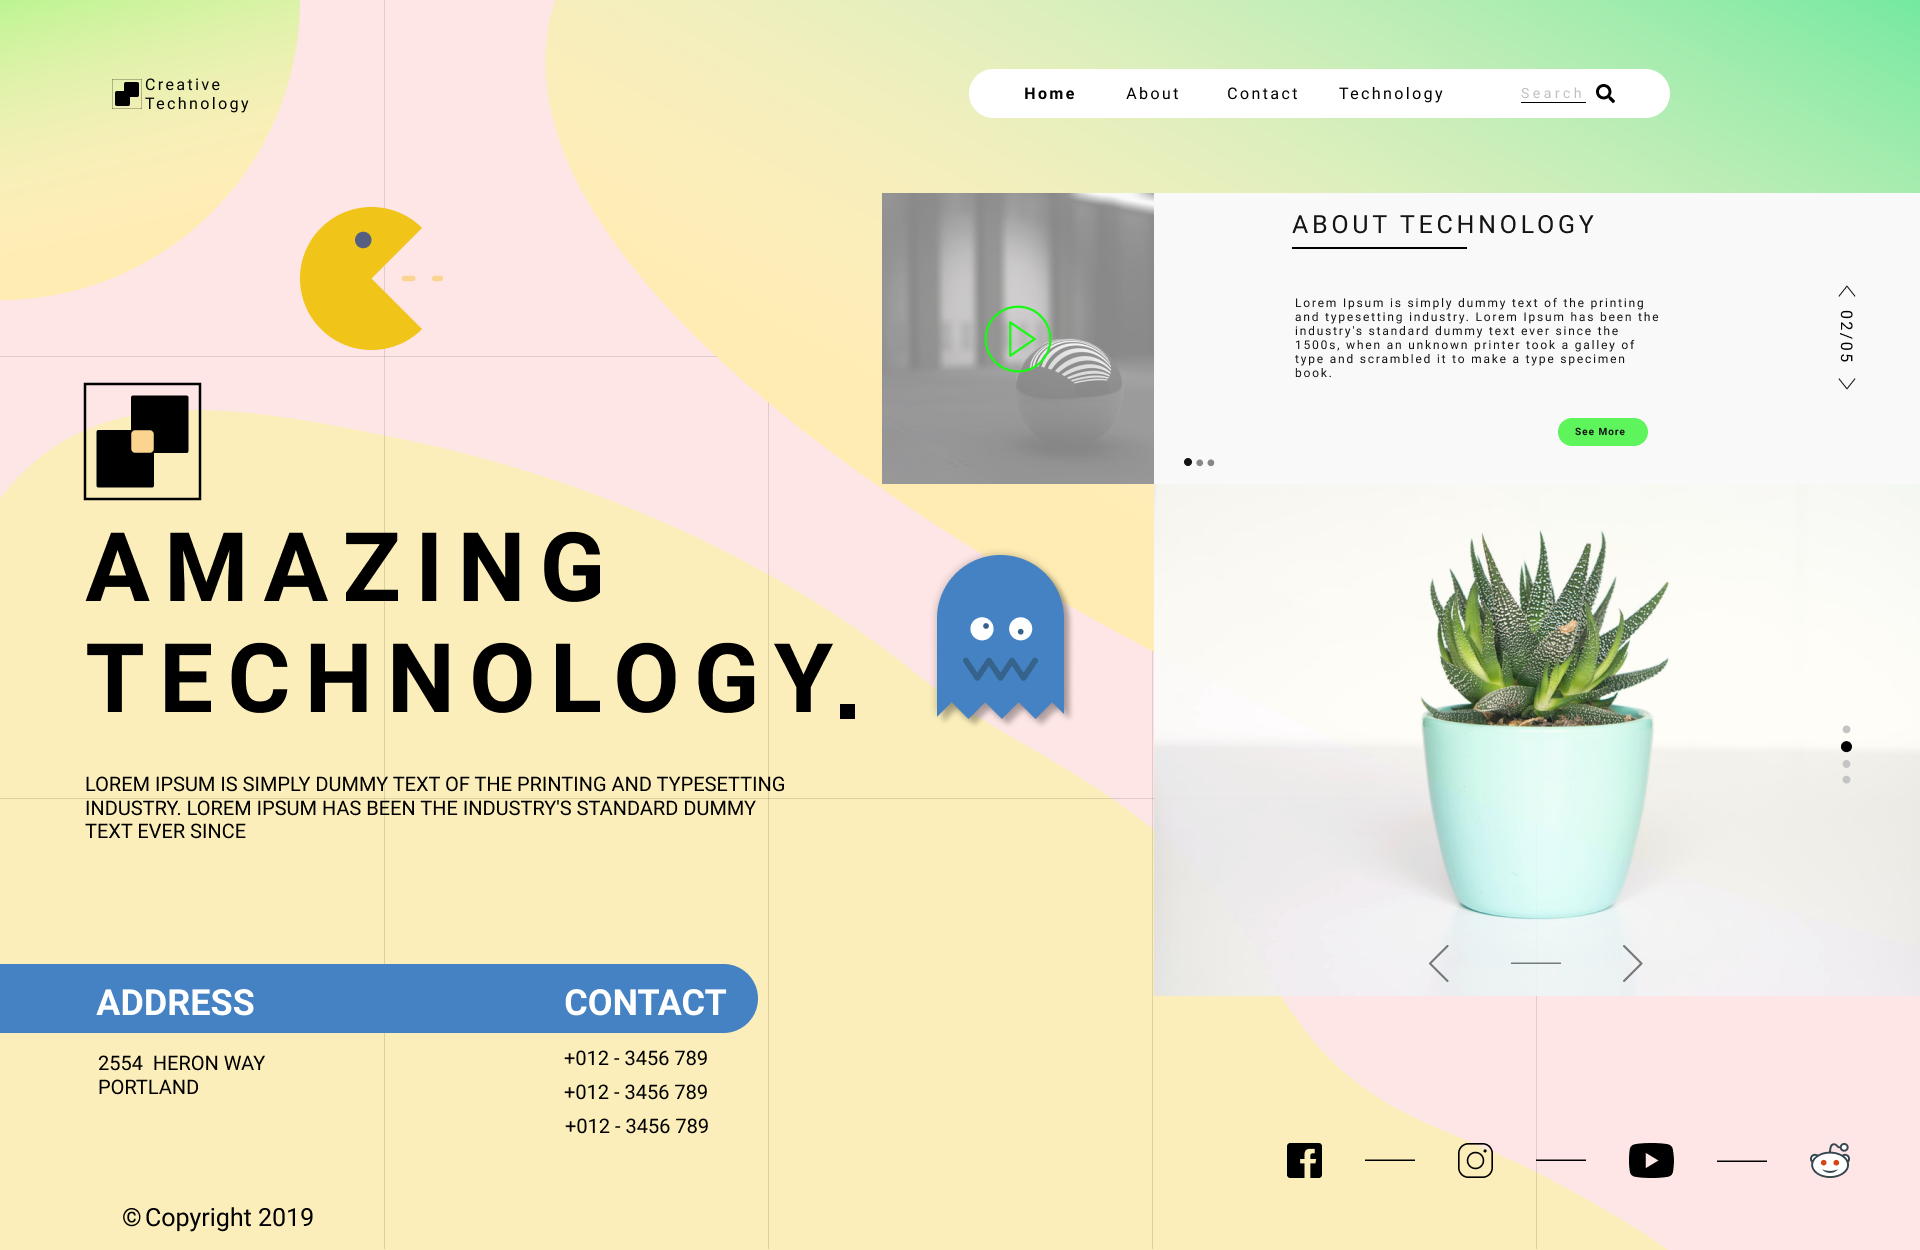 Creative
Technology
Home About Contact Technology Search
ABOUT TECHNOLOGY
Lorem Ipsum is simply dummy text of the printing
and typesetting industry. Lorem Ipsum has been the
industry's standard dummy text ever since the
1500s, when an unknown printer took a galley of
type and scrambled it to make a type specimen
book.
02/05
See More
AMAZING
TECHNOLOGY.
LOREM IPSUM IS SIMPLY DUMMY TEXT OF THE PRINTING AND TYPESETTING
INDUSTRY. LOREM IPSUM HAS BEEN THE INDUSTRY'S STANDARD DUMMY
TEXT EVER SINCE
ADDRESS
2554  HERON WAY
PORTLAND
CONTACT
+012 - 3456 789
+012 - 3456 789
+012 - 3456 789
© Copyright 2019